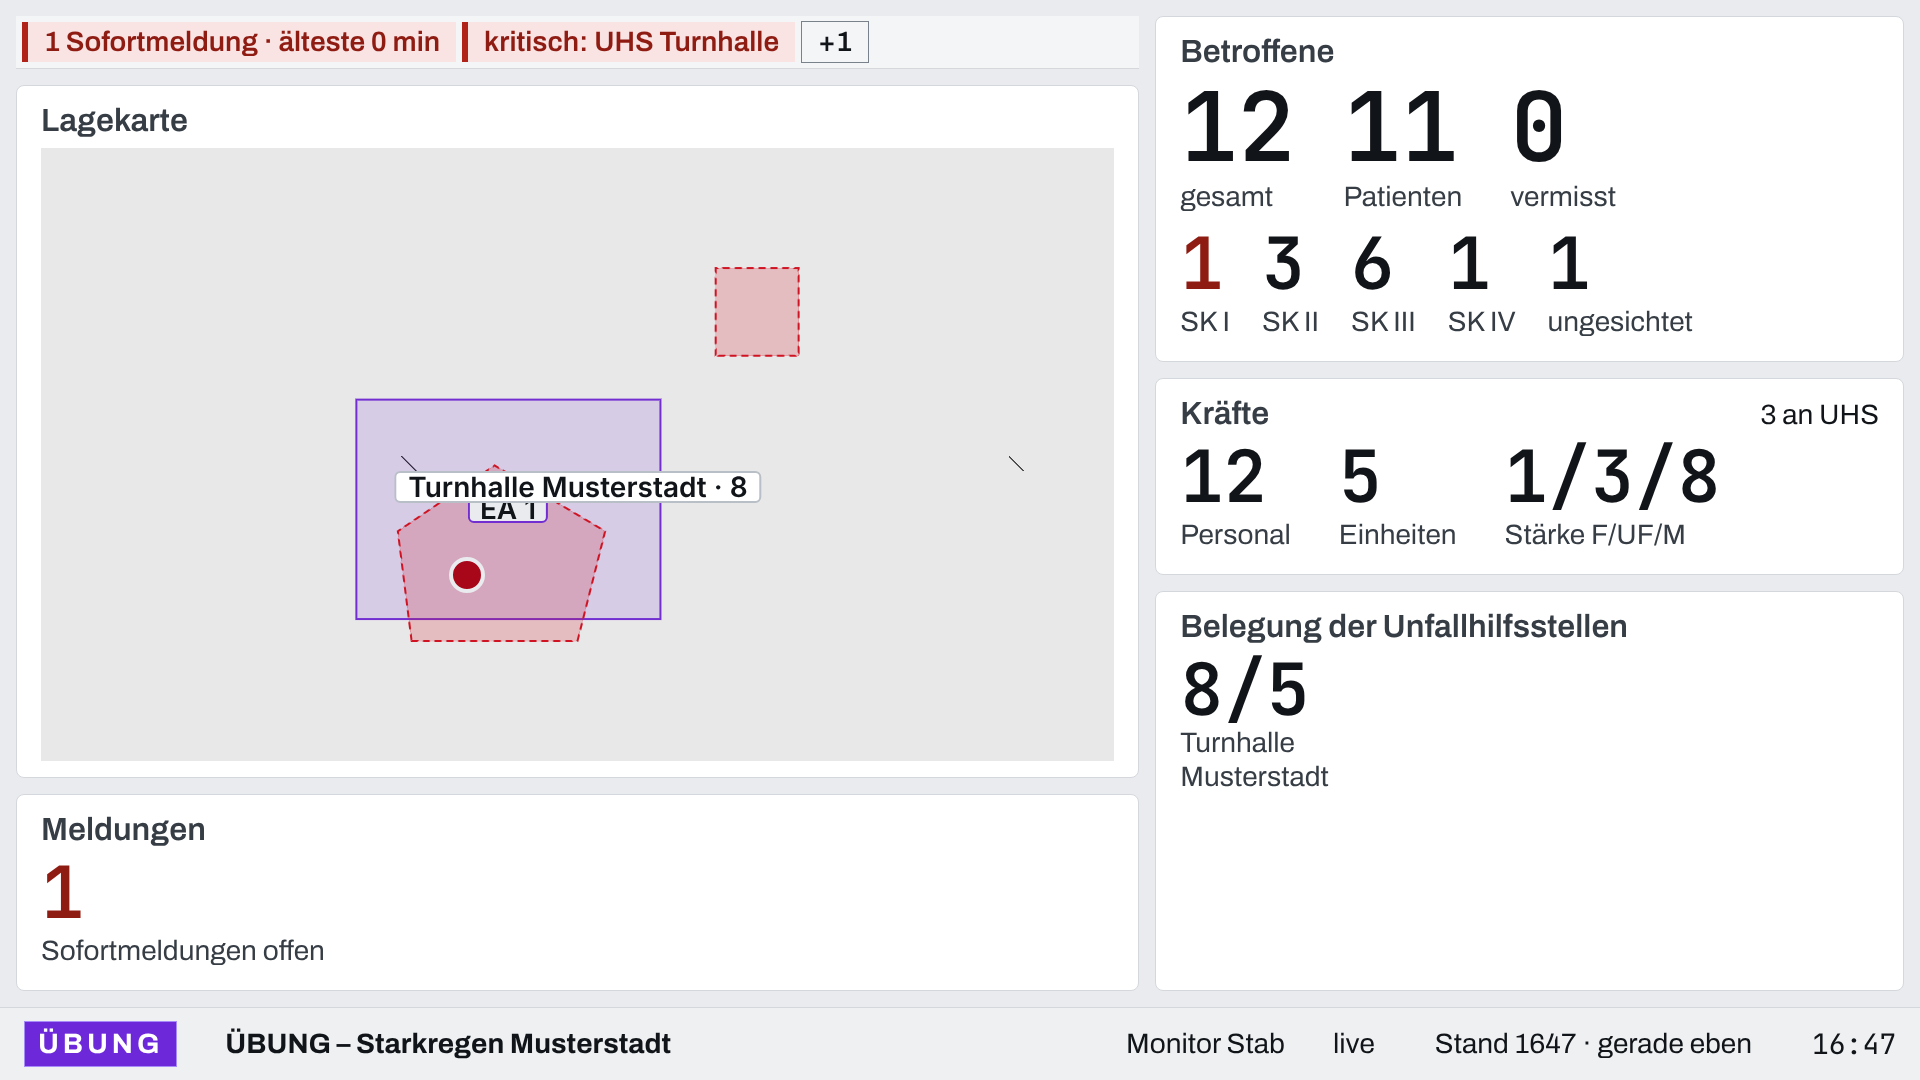 1 Sofortmeldung · älteste 0 min
kritisch: UHS Turnhalle
+1
Lagekarte
Turnhalle Musterstadt · 8
EA 1
Meldungen
1
Sofortmeldungen offen
Betroffene
12 11 0
gesamt Patienten vermisst
1 3 6 1 1
SK I SK II SK III SK IV ungesichtet
Kräfte
3 an UHS
12 5 1/3/8
Personal Einheiten Stärke F/UF/M
Belegung der Unfallhilfsstellen
8/5
Turnhalle
Musterstadt
ÜBUNG
ÜBUNG – Starkregen Musterstadt
Monitor Stab
live
Stand 1647 · gerade eben
16:47